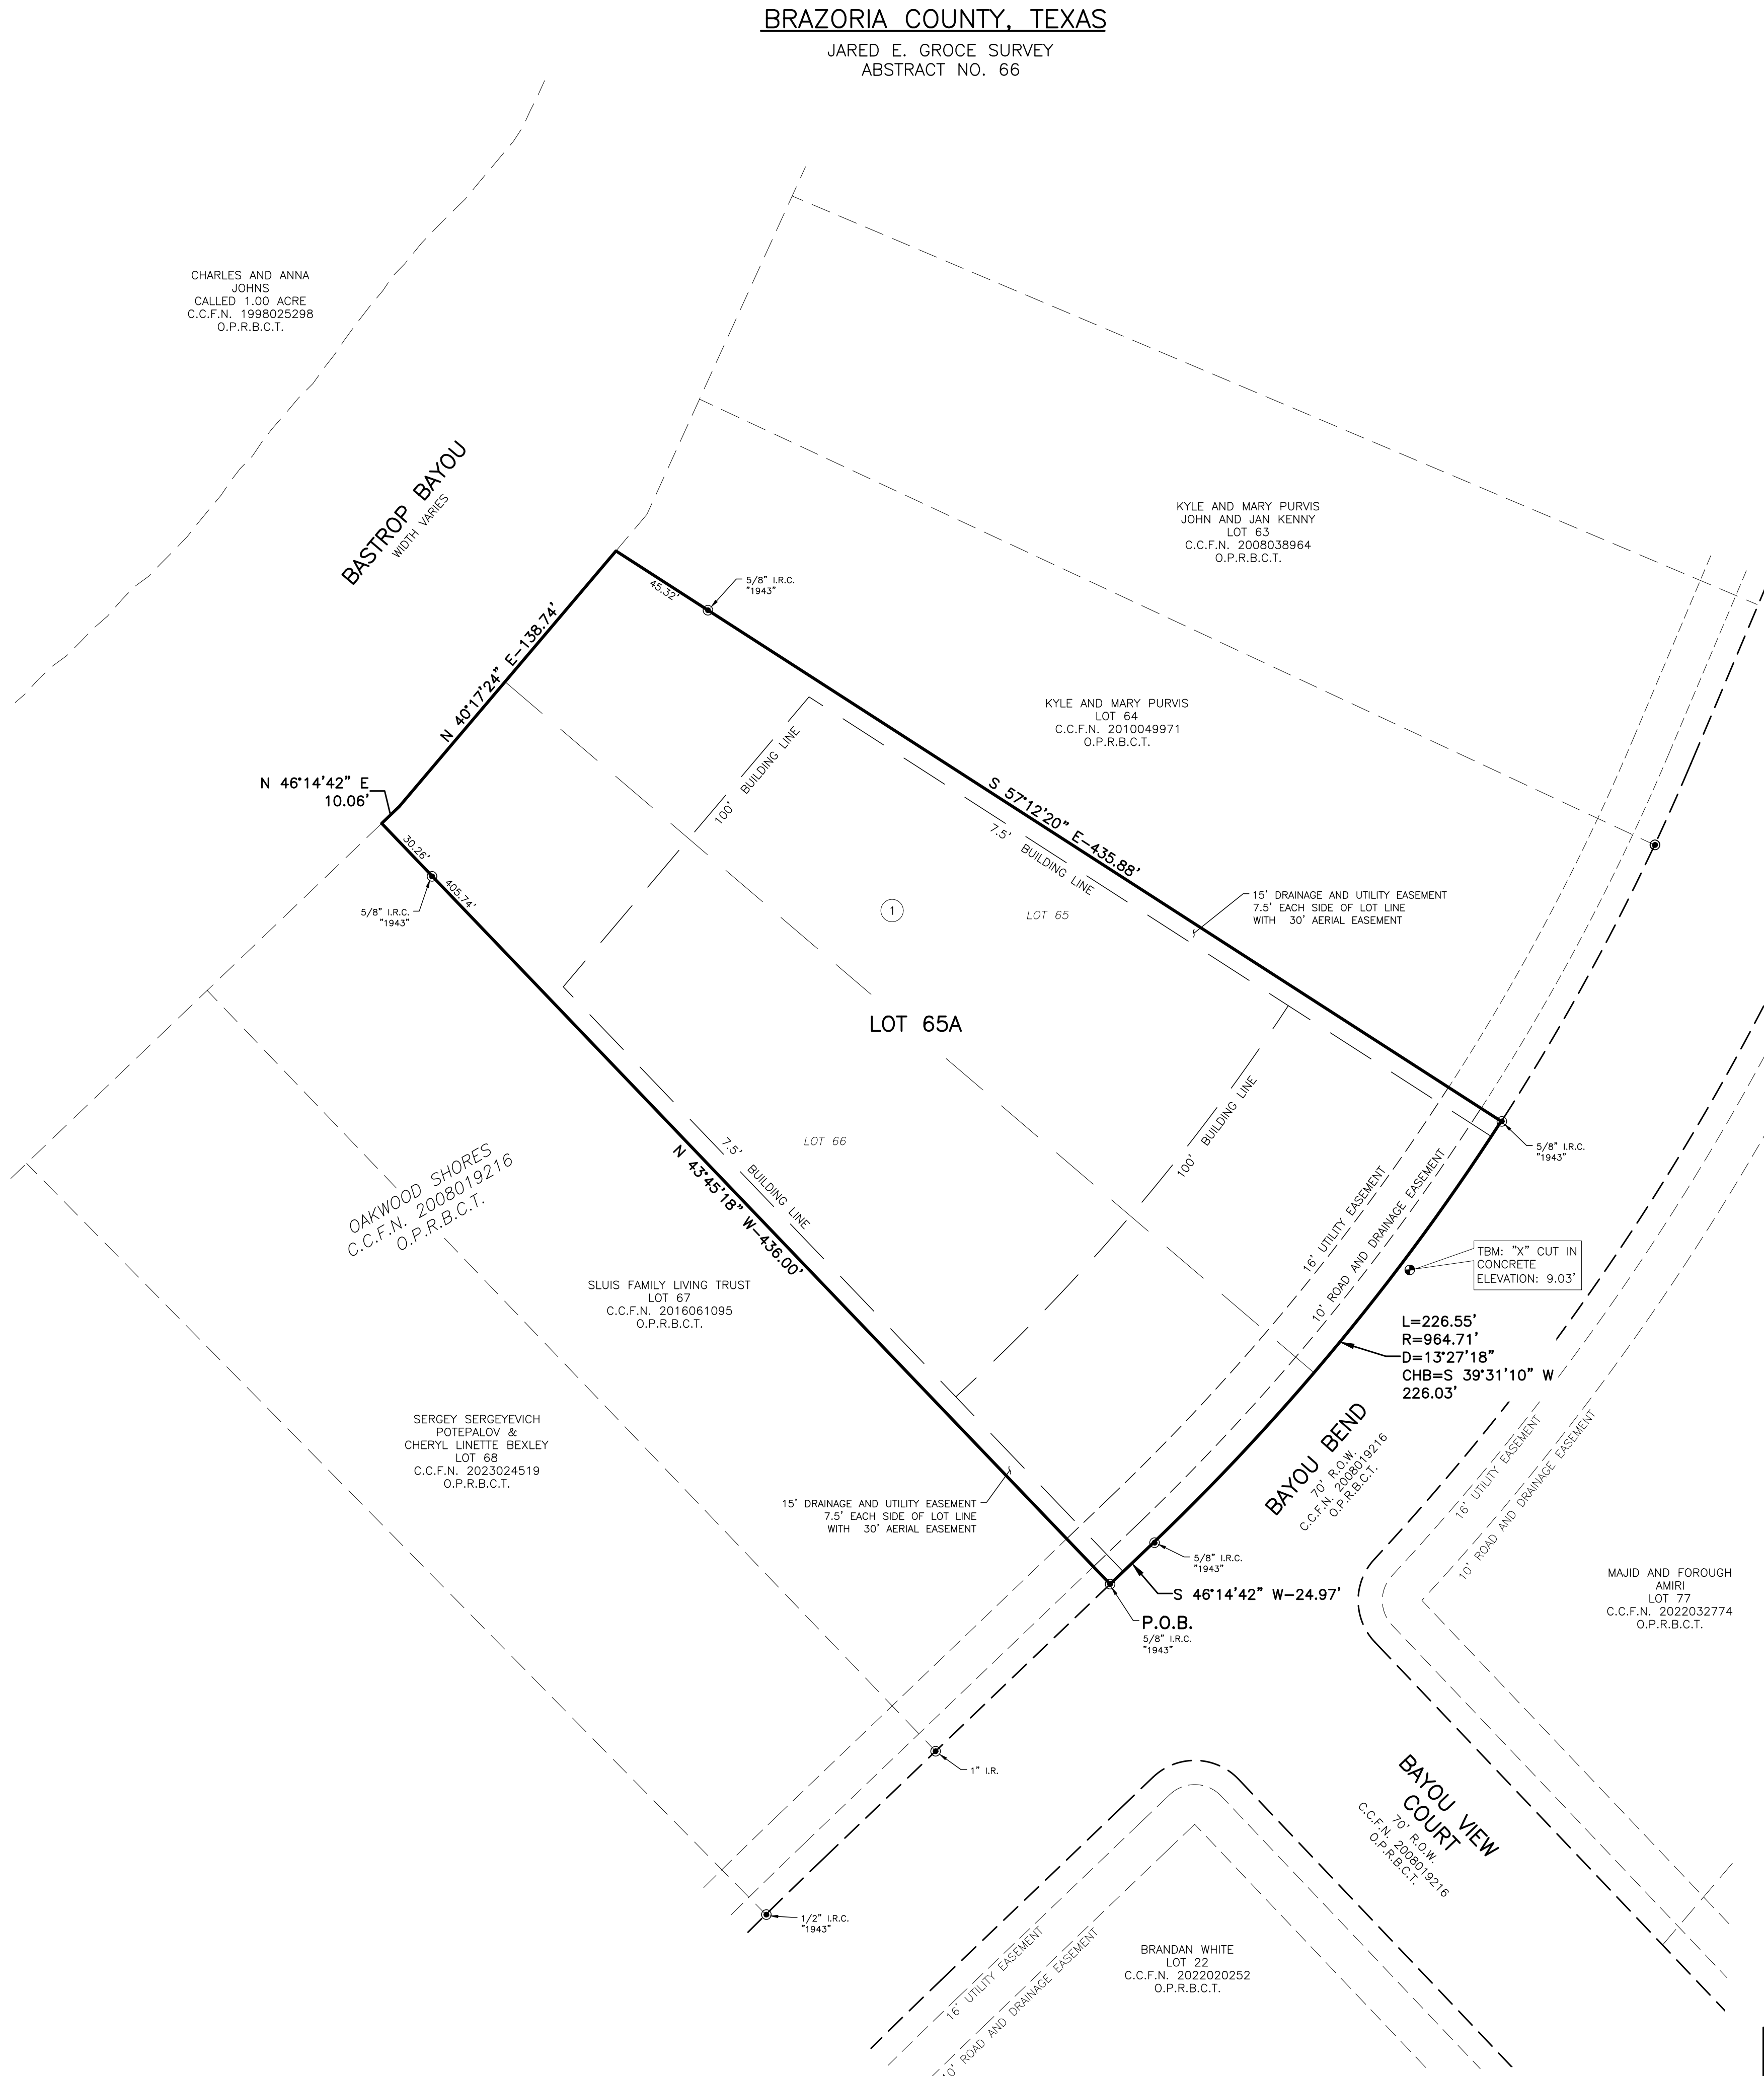 BRAZORIA COUNTY, TEXAS
JARED E. GROCE SURVEY
ABSTRACT NO. 66
CHARLES AND ANNA
JOHNS
CALLED 1.00 ACRE
C.C.F.N. 1998025298
O.P.R.B.C.T.
BASTROP BAYOU
WIDTH VARIES
KYLE AND MARY PURVIS
JOHN AND JAN KENNY
LOT 63
C.C.F.N. 2008038964
O.P.R.B.C.T.
45.32'
5/8" I.R.C.
"1943"
N 40°17'24" E-138.74'
KYLE AND MARY PURVIS
LOT 64
C.C.F.N. 2010049971
O.P.R.B.C.T.
100' BUILDING LINE
S 57°12'20" E-435.88'
7.5' BUILDING LINE
N 46°14'42" E
10.06'
30.26'
405.74'
5/8" I.R.C.
"1943"
1
LOT 65
15' DRAINAGE AND UTILITY EASEMENT
7.5' EACH SIDE OF LOT LINE
WITH 30' AERIAL EASEMENT
LOT 65A
100' BUILDING LINE
LOT 66
7.5' BUILDING LINE
N 43°45'18" W-436.00'
5/8" I.R.C.
"1943"
OAKWOOD SHORES
C.C.F.N. 2008019216
O.P.R.B.C.T.
16' UTILITY EASEMENT
10' ROAD AND DRAINAGE EASEMENT
TBM: "X" CUT IN
CONCRETE
ELEVATION: 9.03'
SLUIS FAMILY LIVING TRUST
LOT 67
C.C.F.N. 2016061095
O.P.R.B.C.T.
L=226.55'
R=964.71'
D=13°27'18"
CHB=S 39°31'10" W
226.03'
SERGEY SERGEYEVICH
POTEPALOV &
CHERYL LINETTE BEXLEY
LOT 68
C.C.F.N. 2023024519
O.P.R.B.C.T.
BAYOU BEND
70' R.O.W.
C.C.F.N. 2008019216
O.P.R.B.C.T.
16' UTILITY EASEMENT
10' ROAD AND DRAINAGE EASEMENT
15' DRAINAGE AND UTILITY EASEMENT
7.5' EACH SIDE OF LOT LINE
WITH 30' AERIAL EASEMENT
5/8" I.R.C.
"1943"
S 46°14'42" W-24.97'
P.O.B.
5/8" I.R.C.
"1943"
MAJID AND FOROUGH
AMIRI
LOT 77
C.C.F.N. 2022032774
O.P.R.B.C.T.
1" I.R.
BAYOU VIEW
COURT
70' R.O.W.
C.C.F.N. 2008019216
O.P.R.B.C.T.
1/2" I.R.C.
"1943"
16' UTILITY EASEMENT
10' ROAD AND DRAINAGE EASEMENT
BRANDAN WHITE
LOT 22
C.C.F.N. 2022020252
O.P.R.B.C.T.